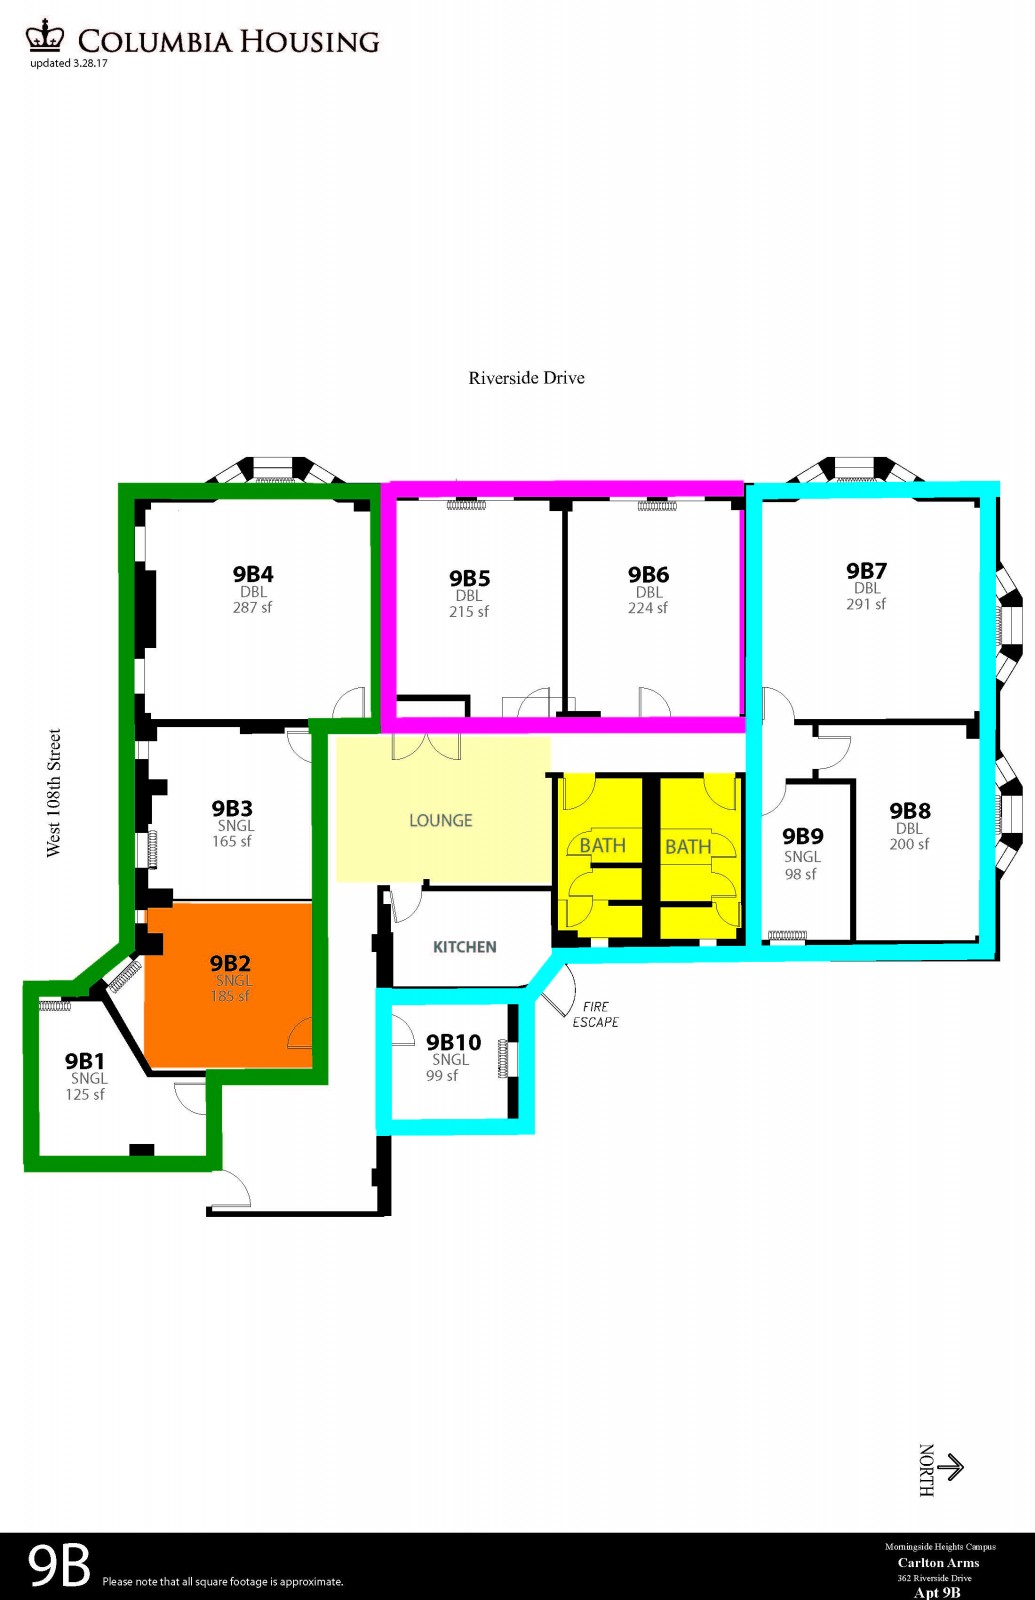 COLUMBIA HOUSING
updated 3.28.17
Riverside Drive
9B4
DBL
287 sf
9B5
DBL
215 sf
9B6
DBL
224 sf
9B7
DBL
291 sf
West 108th Street
9B3
SNGL
165 sf
LOUNGE
BATH
BATH
9B9
SNGL
98 sf
9B8
DBL
200 sf
KITCHEN
9B2
SNGL
185 sf
FIRE
ESCAPE
9B1
SNGL
125 sf
9B10
SNGL
99 sf
NORTH
9B
Please note that all square footage is approximate.
Morningside Heights Campus
Carlton Arms
362 Riverside Drive
Apt 9B